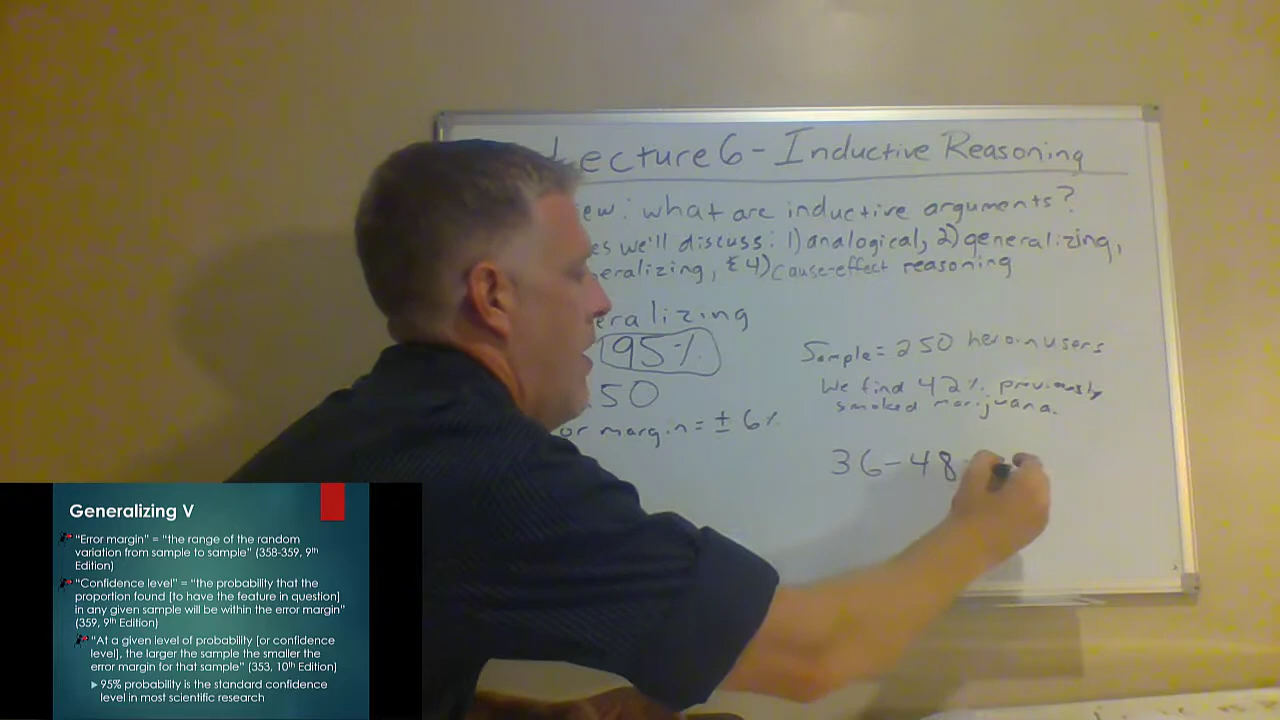 Lecture 6 - Inductive Reasoning
ew: what are inductive arguments?
es we'll discuss: 1) analogical, 2) generalizing,
eralizing, & 4) cause-effect reasoning
eralizing
95%
50
or margin = ± 6%
Sample = 250 heroin users
We find 42% previously
smoked marijuana.
36-48
Generalizing V
"Error margin" = "the range of the random
variation from sample to sample" (358-359, 9th
Edition)
"Confidence level" = "the probability that the
proportion found [to have the feature in question]
in any given sample will be within the error margin"
(359, 9th Edition)
"At a given level of probability [or confidence
level], the larger the sample the smaller the
error margin for that sample" (353, 10th Edition)
95% probability is the standard confidence
level in most scientific research